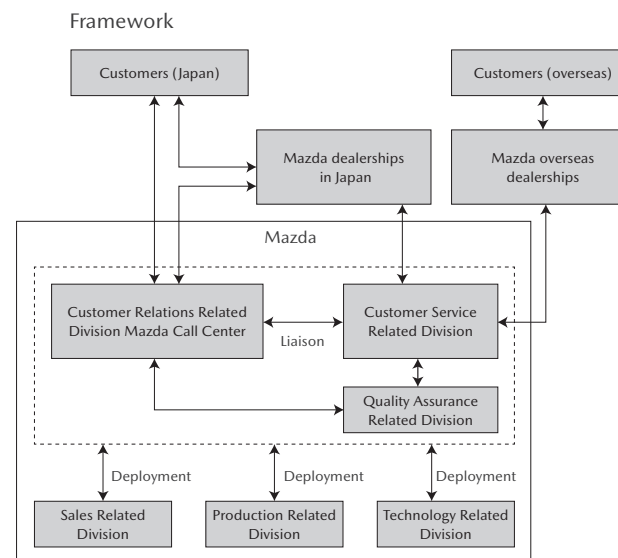 Framework
Customers (Japan)
Customers (overseas)
Mazda dealerships
in Japan
Mazda overseas
dealerships
Mazda
Customer Relations Related
Division Mazda Call Center
Liaison
Customer Service
Related Division
Quality Assurance
Related Division
Deployment
Deployment
Deployment
Sales Related
Division
Production Related
Division
Technology Related
Division